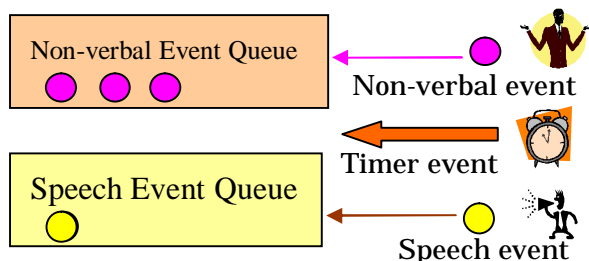 Non-verbal Event Queue
Non-verbal event
Timer event
Speech Event Queue
Speech event